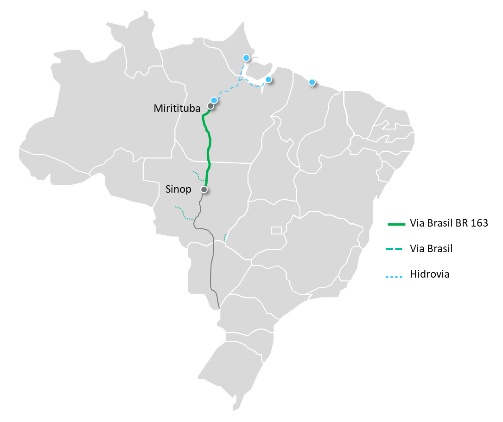 Miritituba
Sinop
Via Brasil BR 163
Via Brasil
Hidrovia